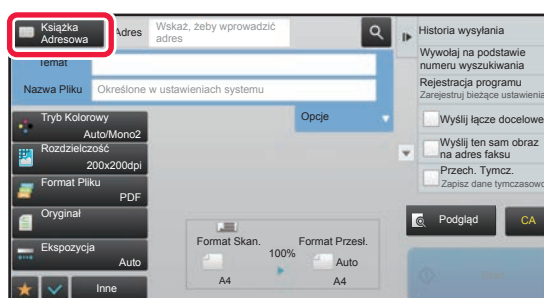 Książka
Adresowa
Adres
Wskaż, żeby wprowadzić
adres
Temat
Nazwa Pliku
Określone w ustawieniach systemu
Tryb Kolorowy
Auto/Mono2
Rozdzielczość
200x200dpi
Format Pliku
PDF
Oryginał
Ekspozycja
Auto
Inne
Opcje
Format Skan.
A4
100%
Format Przesł.
Auto
A4
Historia wysyłania
Wywołaj na podstawie
numeru wyszukiwania
Rejestracja programu
Zarejestruj bieżące ustawienia
Wyślij łącze docelowe
Wyślij ten sam obraz
na adres faksu
Przech. Tymcz.
Zapisz dane tymczasowo
Podgląd
CA
Start